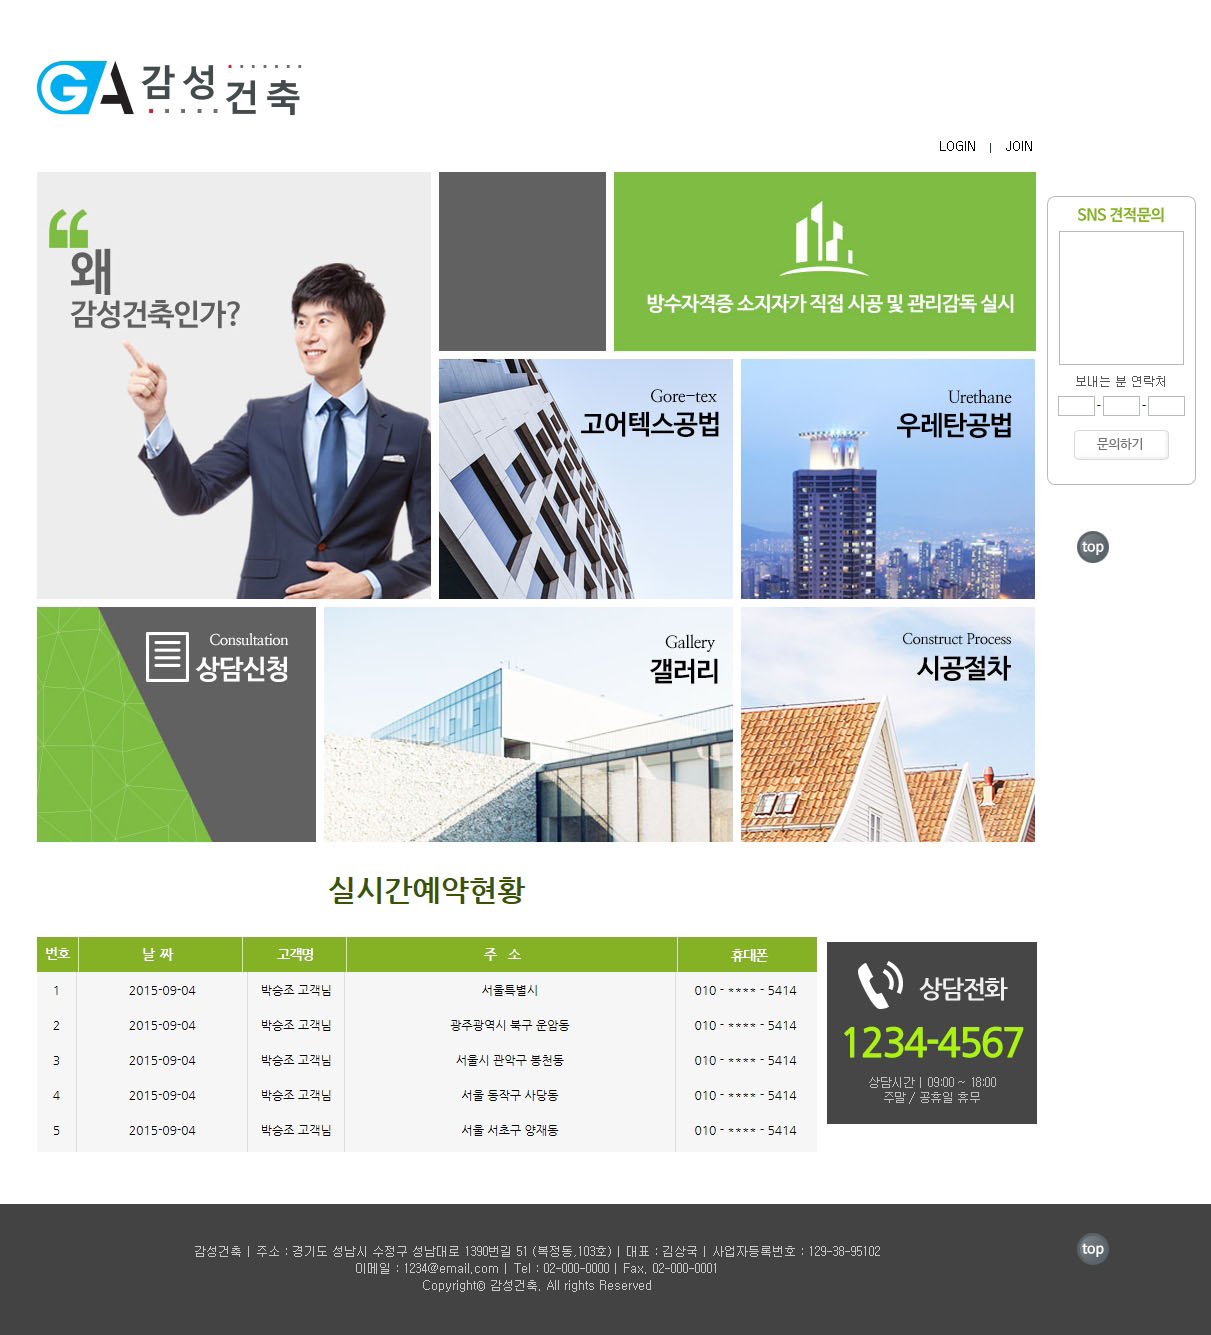 GA 감성건축
LOGIN | JOIN
왜
감성건축인가?
방수자격증 소지자가 직접 시공 및 관리감독 실시
SNS 견적문의
보내는 분 연락처
- -
문의하기
Gore-tex
고어텍스공법
Urethane
우레탄공법
top
Consultation
상담신청
Gallery
갤러리
Construct Process
시공절차
실시간예약현황
번호 날 짜 고객명 주 소 휴대폰
1 2015-09-04 박승조 고객님 서울특별시 010 - **** - 5414
2 2015-09-04 박승조 고객님 광주광역시 북구 운암동 010 - **** - 5414
3 2015-09-04 박승조 고객님 서울시 관악구 봉천동 010 - **** - 5414
4 2015-09-04 박승조 고객님 서울 동작구 사당동 010 - **** - 5414
5 2015-09-04 박승조 고객님 서울 서초구 양재동 010 - **** - 5414
상담전화
1234-4567
상담시간 | 09:00 ~ 18:00
주말 / 공휴일 휴무
감성건축 | 주소 : 경기도 성남시 수정구 성남대로 1390번길 51 (복정동,103호) | 대표 : 김상국 | 사업자등록번호 : 129-38-95102
이메일 : 1234@email.com | Tel : 02-000-0000 | Fax. 02-000-0001
Copyright© 감성건축. All rights Reserved
top